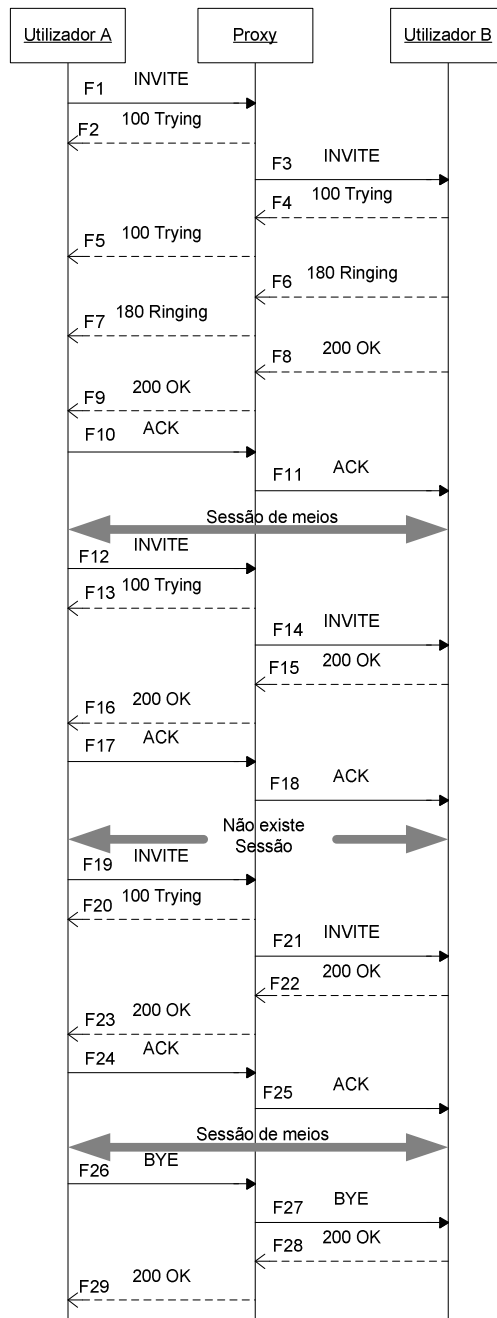 Utilizador A
Proxy
Utilizador B
F1
INVITE
F2
100 Trying
F3
INVITE
F4
100 Trying
F5
100 Trying
F6
180 Ringing
F7
180 Ringing
F8
200 OK
F9
200 OK
F10
ACK
F11
ACK
Sessão de meios
F12
INVITE
F13
100 Trying
F14
INVITE
F15
200 OK
F16
200 OK
F17
ACK
F18
ACK
Não existe
Sessão
F19
INVITE
F20
100 Trying
F21
INVITE
F22
200 OK
F23
200 OK
F24
ACK
F25
ACK
Sessão de meios
F26
BYE
F27
BYE
F28
200 OK
F29
200 OK